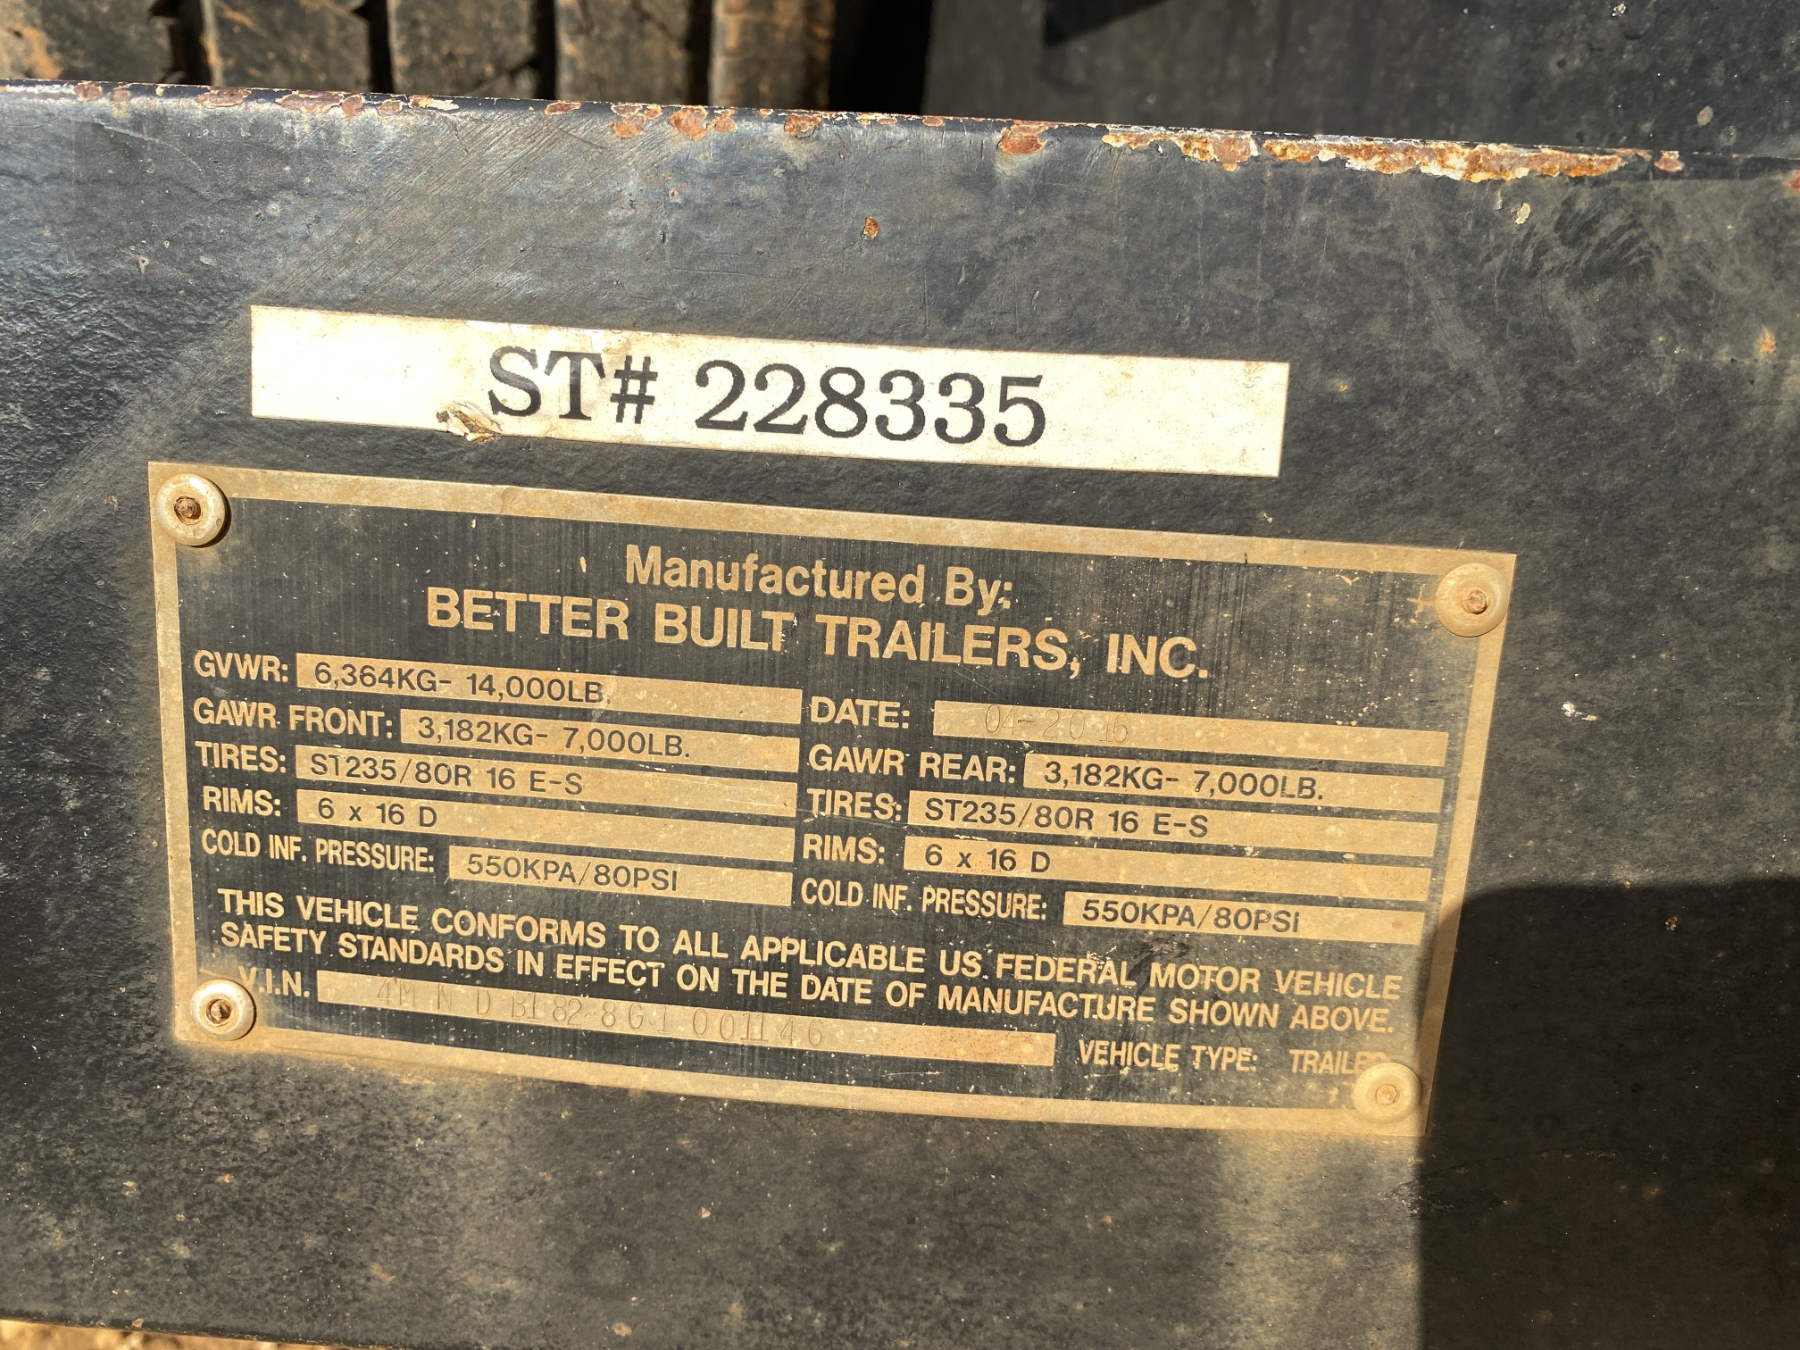 ST# 228335
Manufactured By:
BETTER BUILT TRAILERS, INC.
GVWR: 6,364KG- 14,000LB.
DATE: 04-2016
GAWR FRONT: 3,182KG- 7,000LB.
GAWR REAR: 3,182KG- 7,000LB.
TIRES: ST235/80R 16 E-S
TIRES: ST235/80R 16 E-S
RIMS: 6 x 16 D
RIMS: 6 x 16 D
COLD INF. PRESSURE: 550KPA/80PSI
COLD INF. PRESSURE: 550KPA/80PSI
THIS VEHICLE CONFORMS TO ALL APPLICABLE US. FEDERAL MOTOR VEHICLE
SAFETY STANDARDS IN EFFECT ON THE DATE OF MANUFACTURE SHOWN ABOVE.
V.I.N.
VEHICLE TYPE: TRAILER